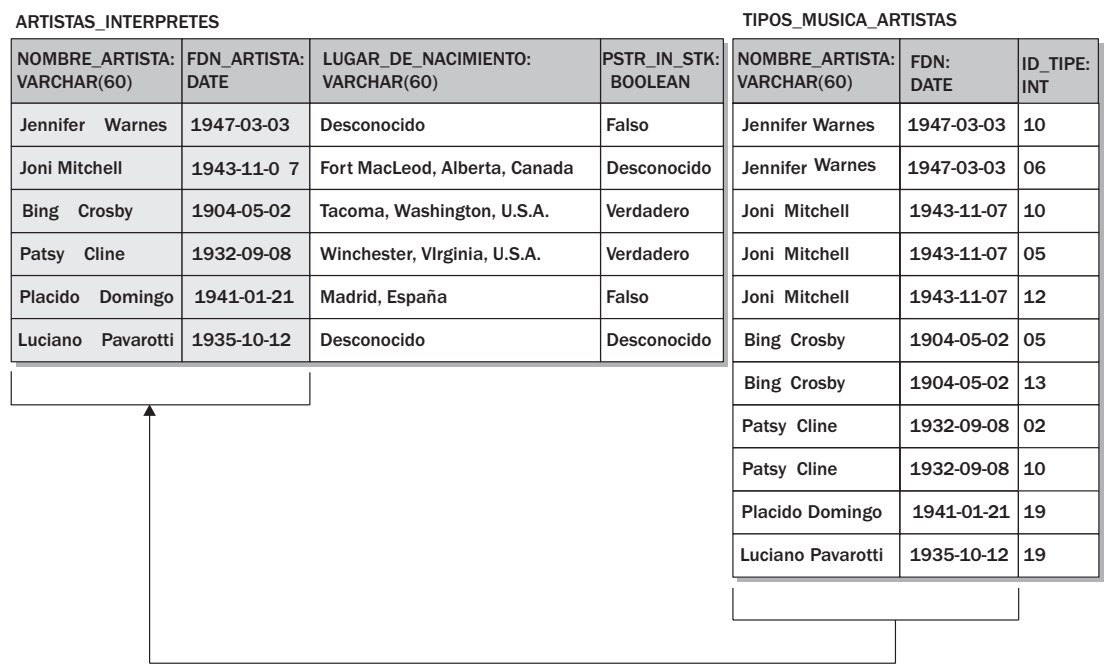 ARTISTAS_INTERPRETES
NOMBRE_ARTISTA: VARCHAR(60) FDN_ARTISTA: DATE LUGAR_DE_NACIMIENTO: VARCHAR(60) PSTR_IN_STK: BOOLEAN
Jennifer Warnes 1947-03-03 Desconocido Falso
Joni Mitchell 1943-11-0 7 Fort MacLeod, Alberta, Canada Desconocido
Bing Crosby 1904-05-02 Tacoma, Washington, U.S.A. Verdadero
Patsy Cline 1932-09-08 Winchester, VIrginia, U.S.A. Verdadero
Placido Domingo 1941-01-21 Madrid, España Falso
Luciano Pavarotti 1935-10-12 Desconocido Desconocido
TIPOS_MUSICA_ARTISTAS
NOMBRE_ARTISTA: VARCHAR(60) FDN: DATE ID_TIPE: INT
Jennifer Warnes 1947-03-03 10
Jennifer Warnes 1947-03-03 06
Joni Mitchell 1943-11-07 10
Joni Mitchell 1943-11-07 05
Joni Mitchell 1943-11-07 12
Bing Crosby 1904-05-02 05
Bing Crosby 1904-05-02 13
Patsy Cline 1932-09-08 02
Patsy Cline 1932-09-08 10
Placido Domingo 1941-01-21 19
Luciano Pavarotti 1935-10-12 19